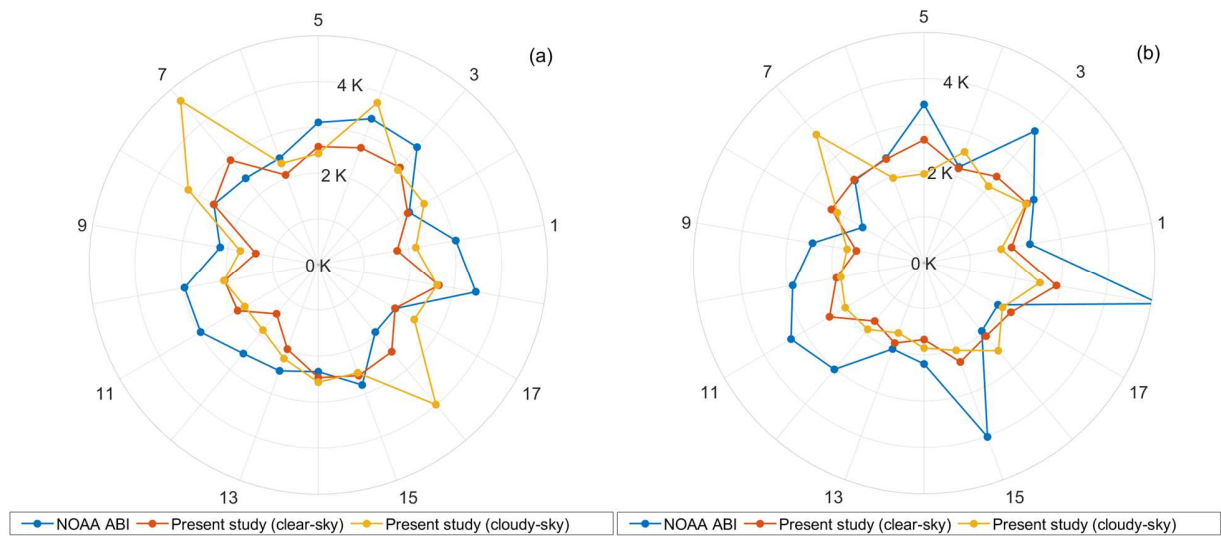 5
(a)
7
3
4 K
2 K
9
1
0 K
11
17
13
15
NOAA ABI
Present study (clear-sky)
Present study (cloudy-sky)
5
(b)
7
3
4 K
2 K
9
1
0 K
11
17
13
15
NOAA ABI
Present study (clear-sky)
Present study (cloudy-sky)